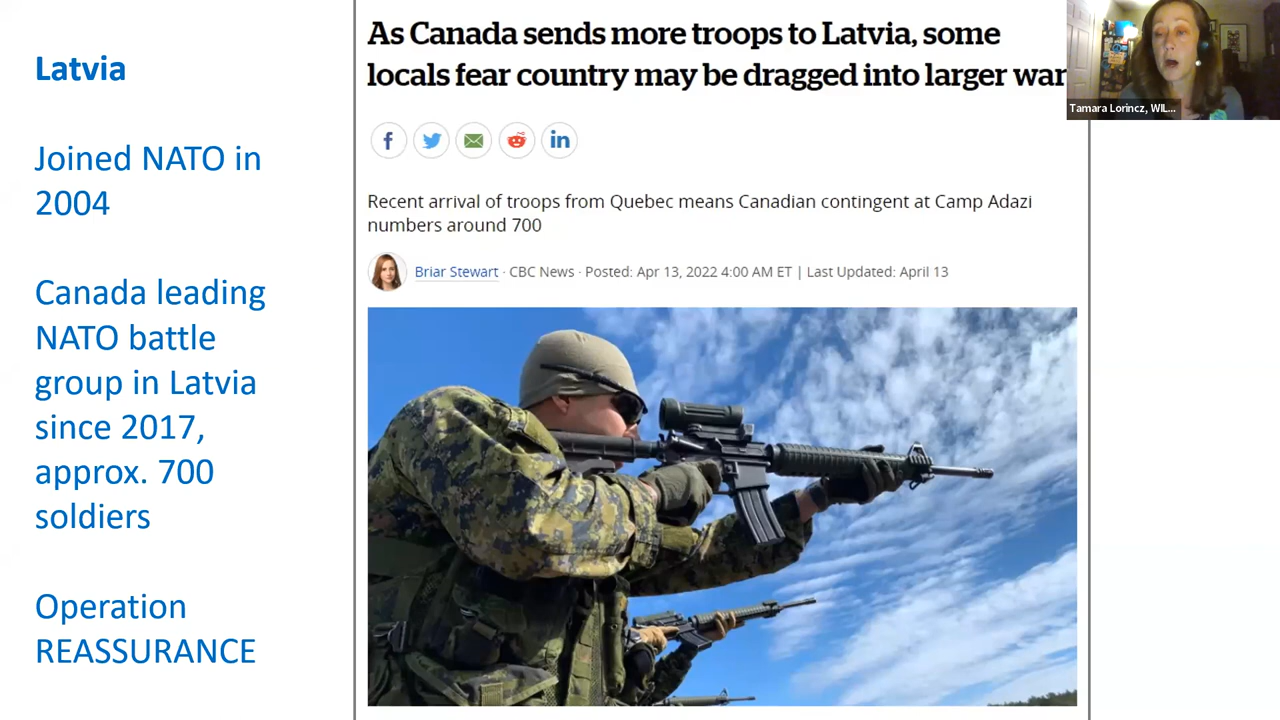 Latvia
Joined NATO in
2004
Canada leading
NATO battle
group in Latvia
since 2017,
approx. 700
soldiers
Operation
REASSURANCE
As Canada sends more troops to Latvia, some
locals fear country may be dragged into larger war
Recent arrival of troops from Quebec means Canadian contingent at Camp Adazi
numbers around 700
Briar Stewart · CBC News · Posted: Apr 13, 2022 4:00 AM ET | Last Updated: April 13
Tamara Lorincz, WIL...